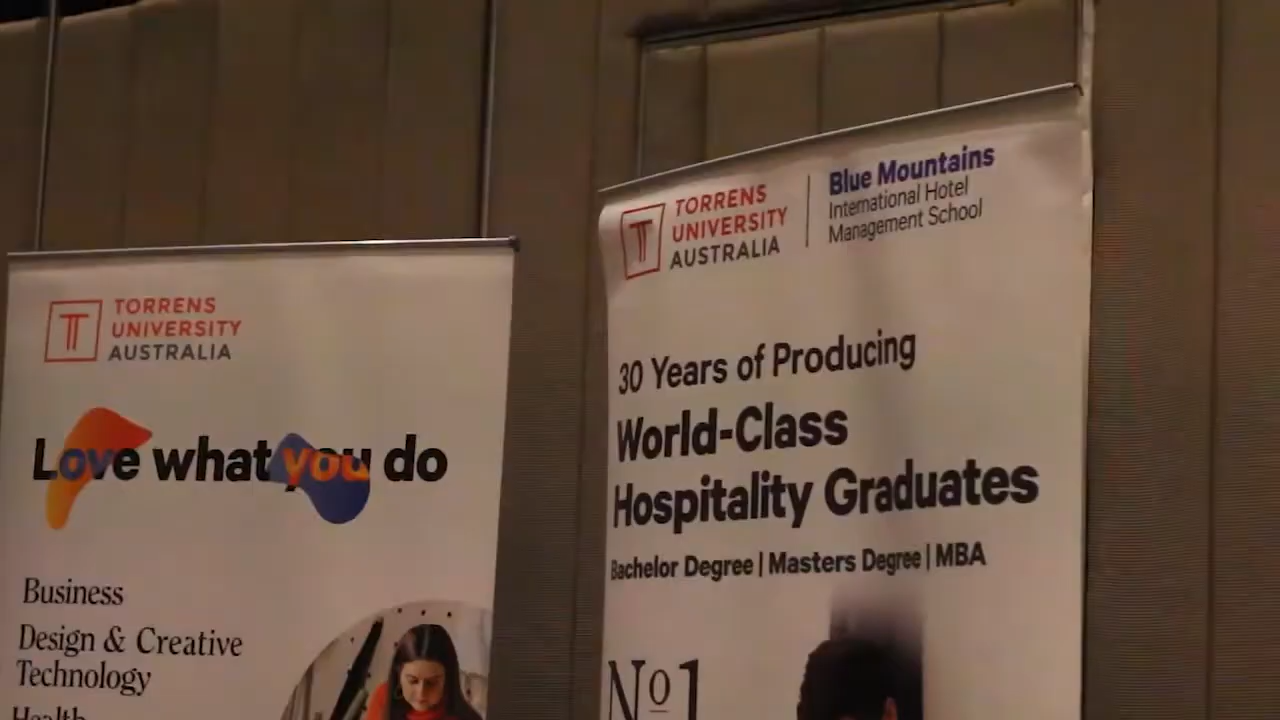 TORRENS
UNIVERSITY
AUSTRALIA
Love what you do
Business
Design & Creative
Technology
Health
TORRENS
UNIVERSITY
AUSTRALIA
Blue Mountains
International Hotel
Management School
30 Years of Producing
World-Class
Hospitality Graduates
Bachelor Degree | Masters Degree | MBA
No1